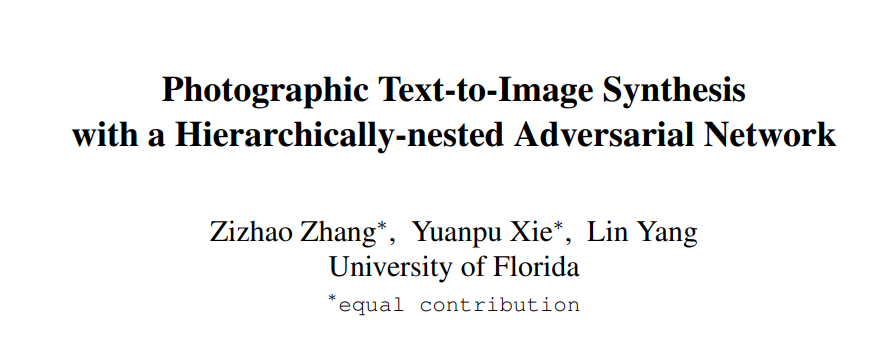 Photographic Text-to-Image Synthesis
with a Hierarchically-nested Adversarial Network
Zizhao Zhang*, Yuanpu Xie*, Lin Yang
University of Florida
*equal contribution